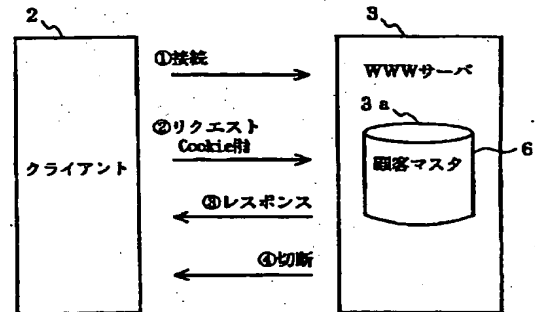 2
3
①接続
WWWサーバ
3a
②リクエスト
Cookie付
顧客マスタ
6
クライアント
③レスポンス
④切断